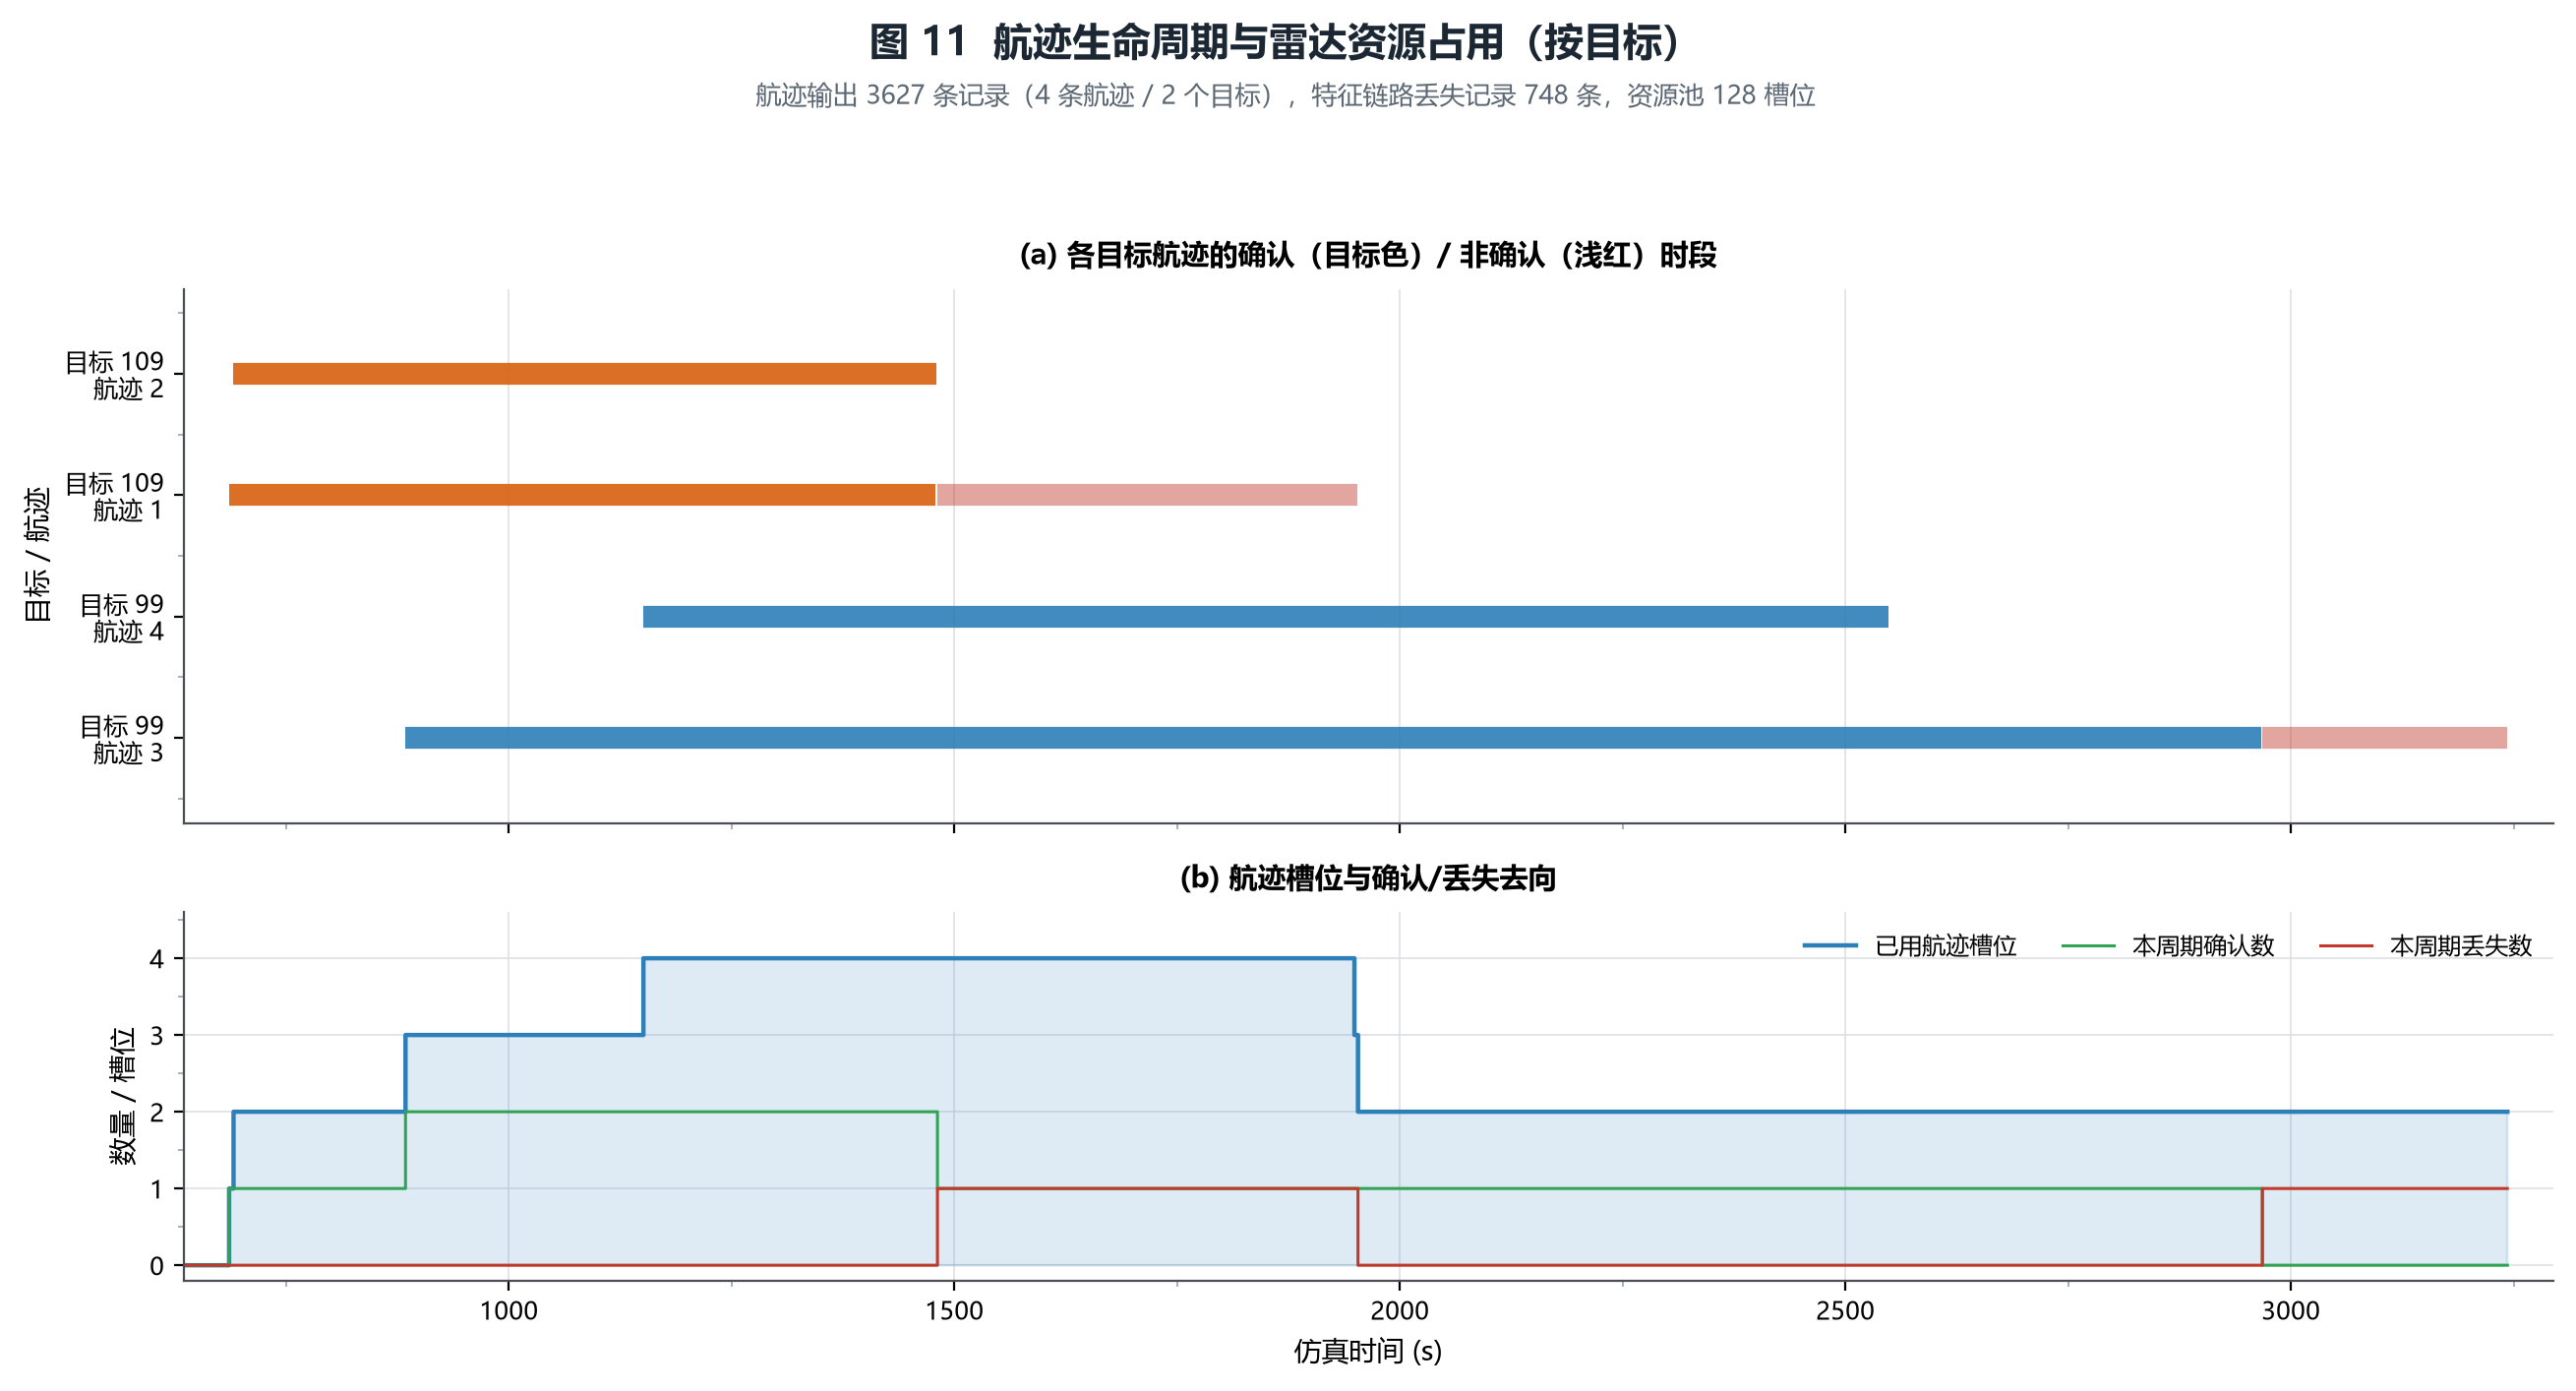 图 11 航迹生命周期与雷达资源占用（按目标）
航迹输出 3627 条记录（4 条航迹 / 2 个目标），特征链路丢失记录 748 条，资源池 128 槽位
(a) 各目标航迹的确认（目标色）/ 非确认（浅红）时段
目标 / 航迹
目标 109
航迹 2
目标 109
航迹 1
目标 99
航迹 4
目标 99
航迹 3
(b) 航迹槽位与确认/丢失去向
已用航迹槽位 本周期确认数 本周期丢失数
数量 / 槽位
4
3
2
1
0
1000 1500 2000 2500 3000
仿真时间 (s)